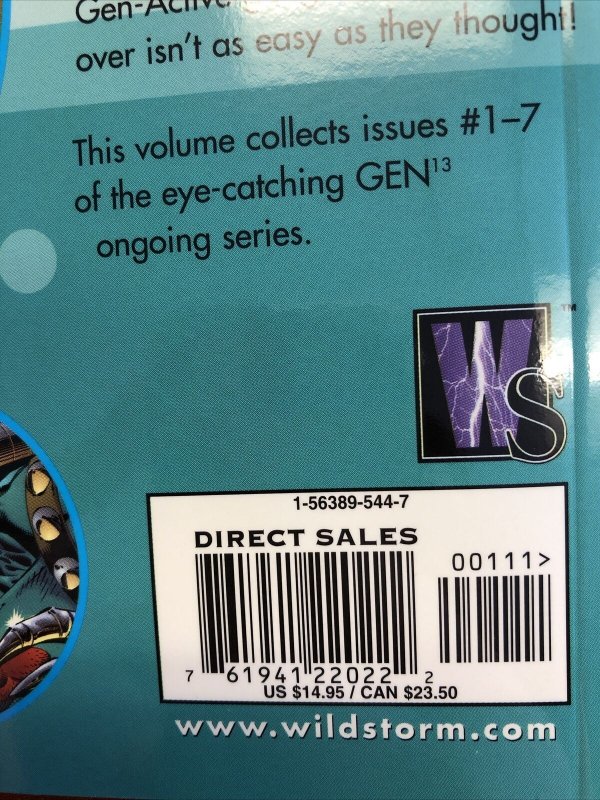 over isn't as easy as they thought!
This volume collects issues #1–7
of the eye-catching GEN¹³
ongoing series.
WS
TM
1-56389-544-7
DIRECT SALES
00111>
7 61941 22022 2
US $14.95 / CAN $23.50
www.wildstorm.com